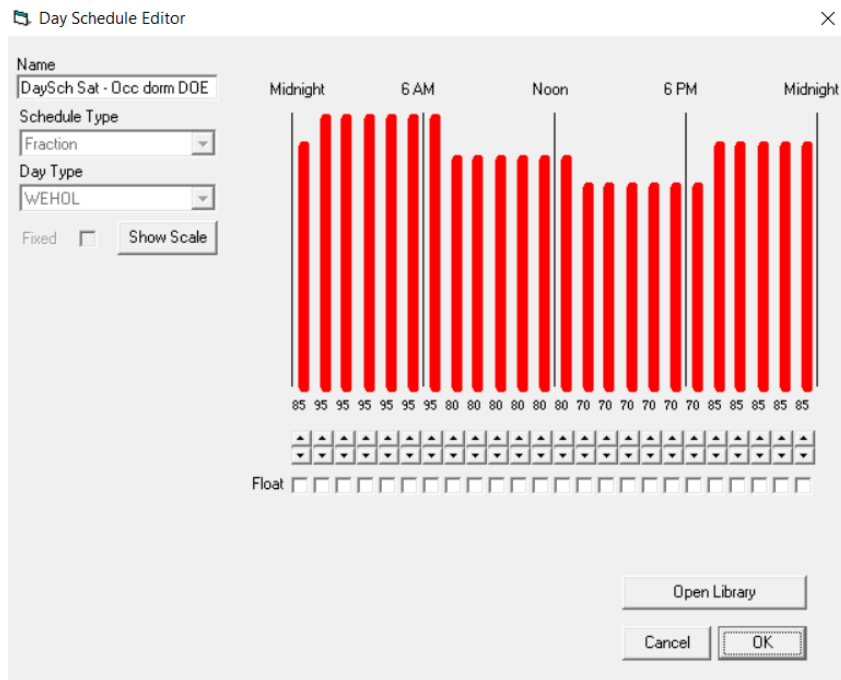 Day Schedule Editor
Name
DaySch Sat - Occ dorm DOE
Schedule Type
Fraction
Day Type
WEHOL
Fixed Show Scale
Midnight 6 AM Noon 6 PM Midnight
85 95 95 95 95 95 95 80 80 80 80 80 80 70 70 70 70 70 70 85 85 85 85 85
Float
Open Library
Cancel OK